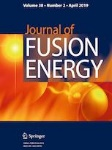 Volume 38 • Number 2 • April 2019
Journal of
FUSION ENERGY
Springer